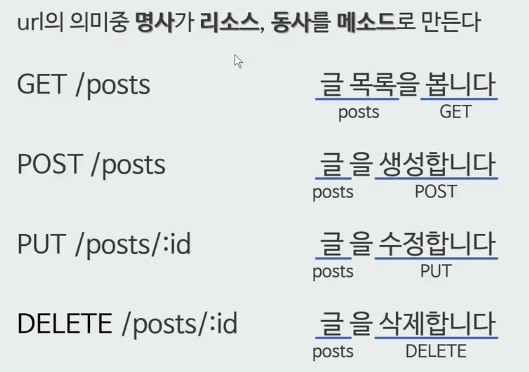 url의 의미중 명사가 리소스, 동사를 메소드로 만든다
GET /posts
글 목록을 봅니다
posts GET
POST /posts
글 을 생성합니다
posts POST
PUT /posts/:id
글 을 수정합니다
posts PUT
DELETE /posts/:id
글 을 삭제합니다
posts DELETE